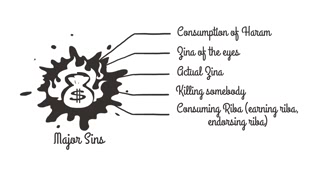 Consumption of Haram
Zina of the eyes
Actual Zina
Killing somebody
Consuming Riba (earning riba,
endorsing riba)
$
Major Sins